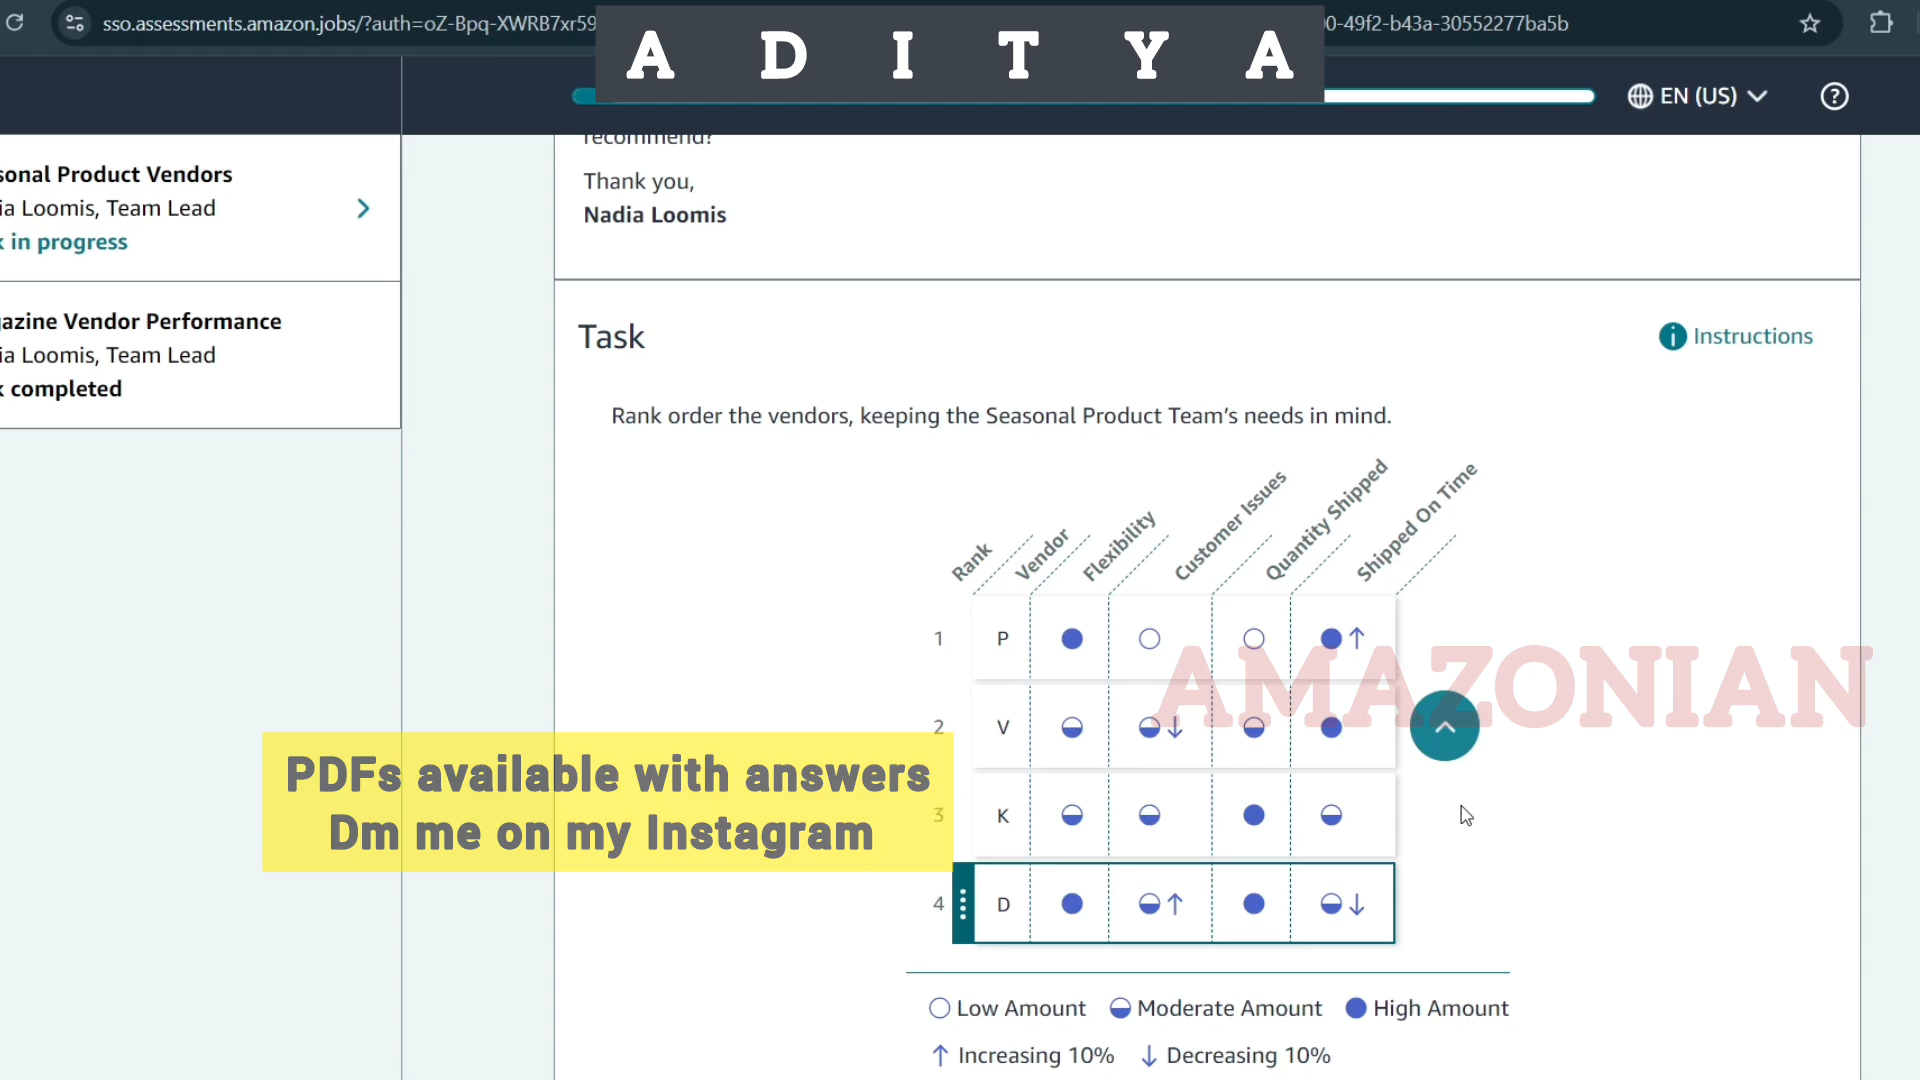 sso.assessments.amazon.jobs/?auth=oZ-Bpq-XWRB7xr59
0-49f2-b43a-30552277ba5b
A D I T Y A
EN (US)
sonal Product Vendors
ia Loomis, Team Lead
k in progress
gazine Vendor Performance
ia Loomis, Team Lead
k completed
recommend?
Thank you,
Nadia Loomis
Task
Instructions
Rank order the vendors, keeping the Seasonal Product Team's needs in mind.
Rank Vendor Flexibility Customer Issues Quantity Shipped Shipped On Time
1 P ↑
AMAZONIAN
2 V ↓
3 K
4 D ↑ ↓
PDFs available with answers
Dm me on my Instagram
Low Amount Moderate Amount High Amount
↑ Increasing 10% ↓ Decreasing 10%